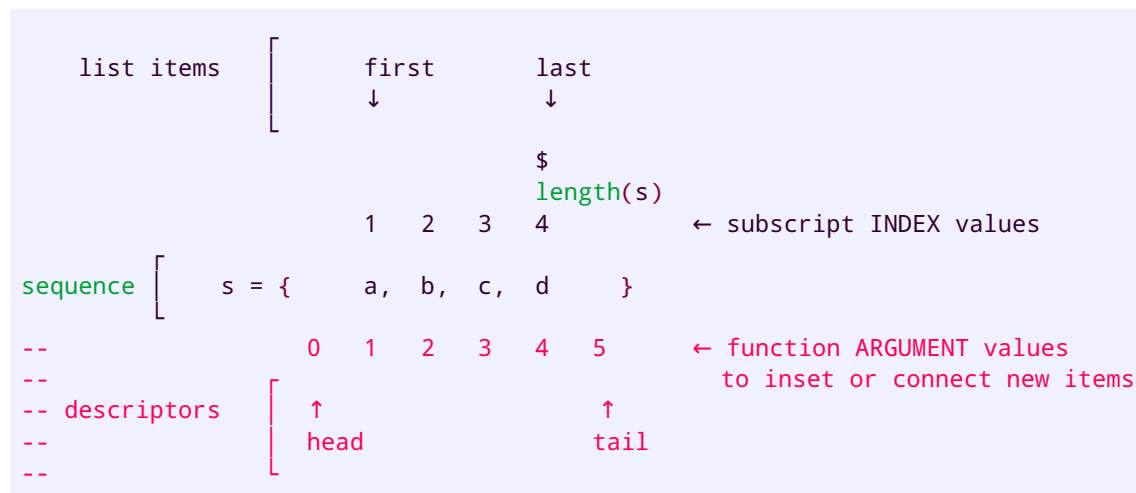 list items first last
↓ ↓
$
length(s)
1 2 3 4 ← subscript INDEX values
sequence s = { a, b, c, d }
-- 0 1 2 3 4 5 ← function ARGUMENT values
-- to inset or connect new items
-- descriptors ↑ ↑
-- head tail
--